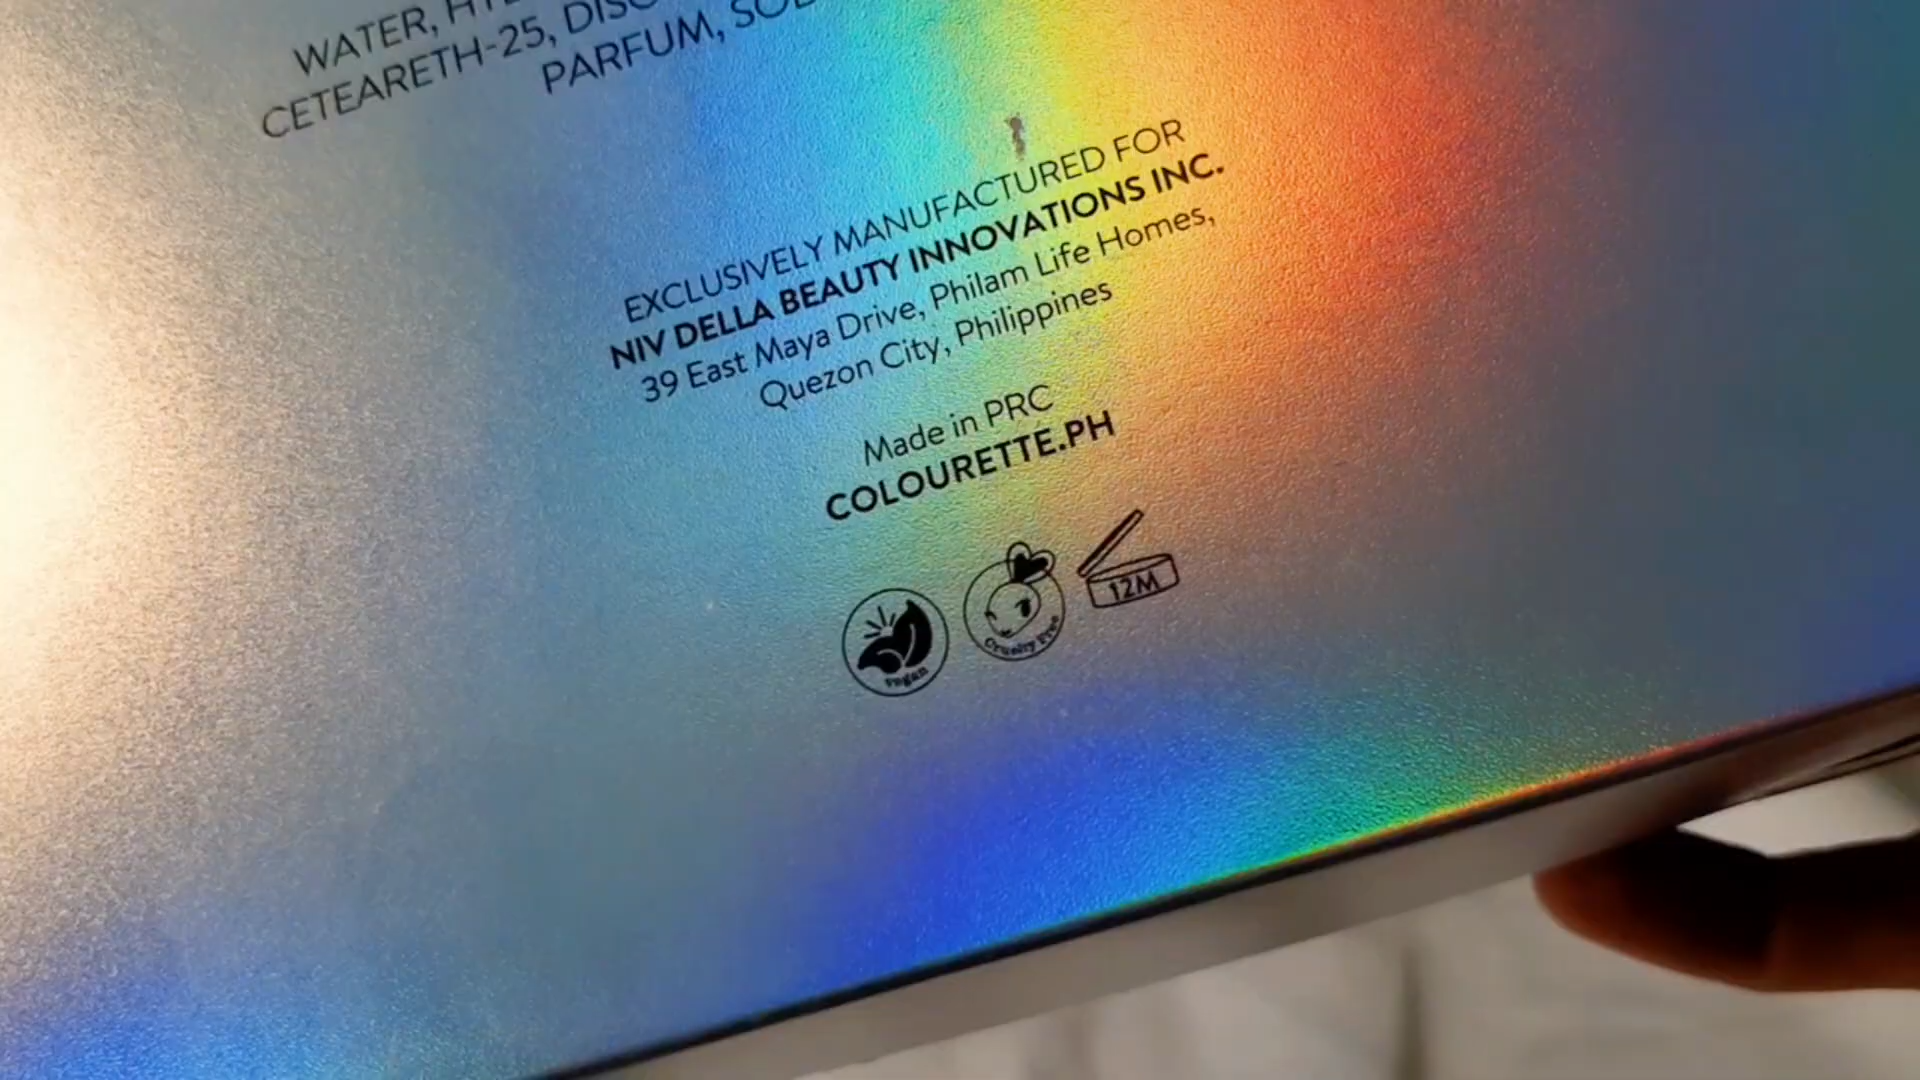 WATER,
CETEARETH-25,
PARFUM,
EXCLUSIVELY MANUFACTURED FOR
NIV DELLA BEAUTY INNOVATIONS INC.
39 East Maya Drive, Philam Life Homes,
Quezon City, Philippines
Made in PRC
COLOURETTE.PH
vegan
Cruelty Free
12M